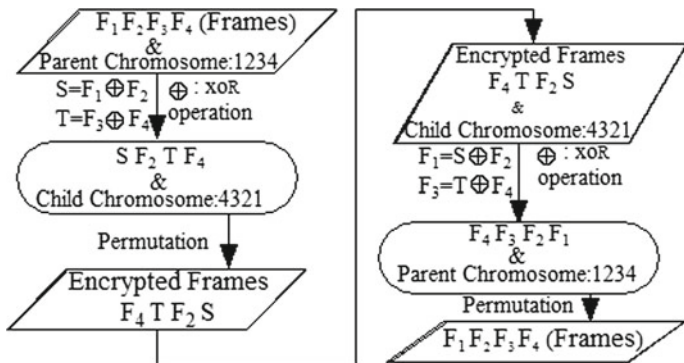 F₁ F₂ F₃ F₄ (Frames)
&
Parent Chromosome:1234
S=F₁⊕F₂
T=F₃⊕F₄
⊕ : xoR
operation
S F₂ T F₄
&
Child Chromosome:4321
Permutation
Encrypted Frames
F₄ T F₂ S
Encrypted Frames
F₄ T F₂ S
&
Child Chromosome:4321
F₁=S⊕F₂
F₃=T⊕F₄
⊕ : xoR
operation
F₄ F₃ F₂ F₁
&
Parent Chromosome:1234
Permutation
F₁ F₂ F₃ F₄ (Frames)